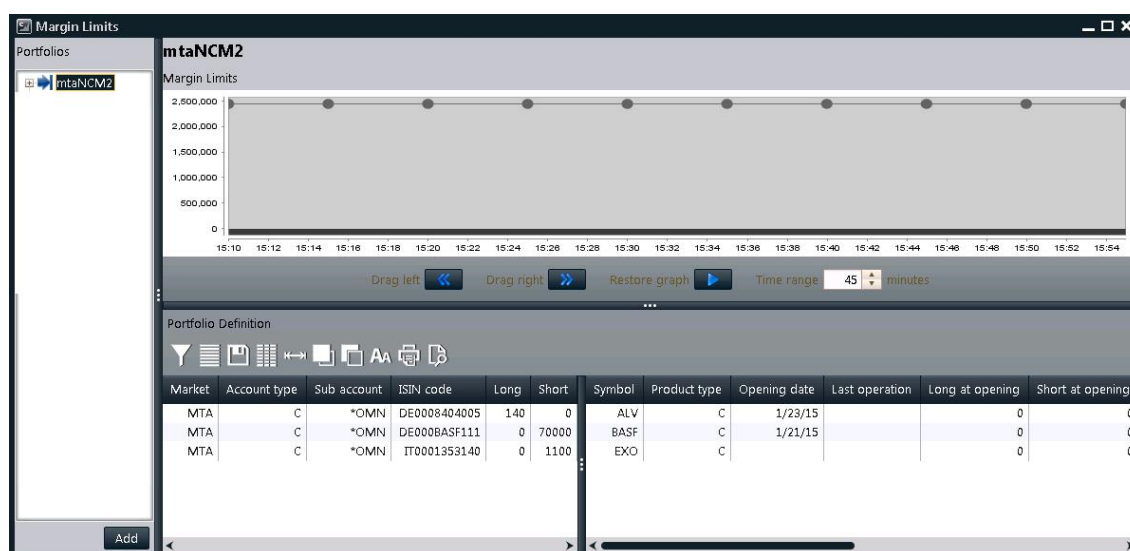 Margin Limits
Portfolios
mtaNCM2
mtaNCM2
Margin Limits
2,500,000
2,000,000
1,500,000
1,000,000
500,000
0
15:10 15:12 15:14 15:16 15:18 15:20 15:22 15:24 15:26 15:28 15:30 15:32 15:34 15:36 15:38 15:40 15:42 15:44 15:46 15:48 15:50 15:52 15:54
Drag left Drag right Restore graph Time range 45 minutes
Portfolio Definition
AA
Market Account type Sub account ISIN code Long Short Symbol Product type Opening date Last operation Long at opening Short at opening
MTA C *OMN DE0008404005 140 0 ALV C 1/23/15 0 0
MTA C *OMN DE000BASF111 0 70000 BASF C 1/21/15 0 0
MTA C *OMN IT0001353140 0 1100 EXO C 0 0
Add